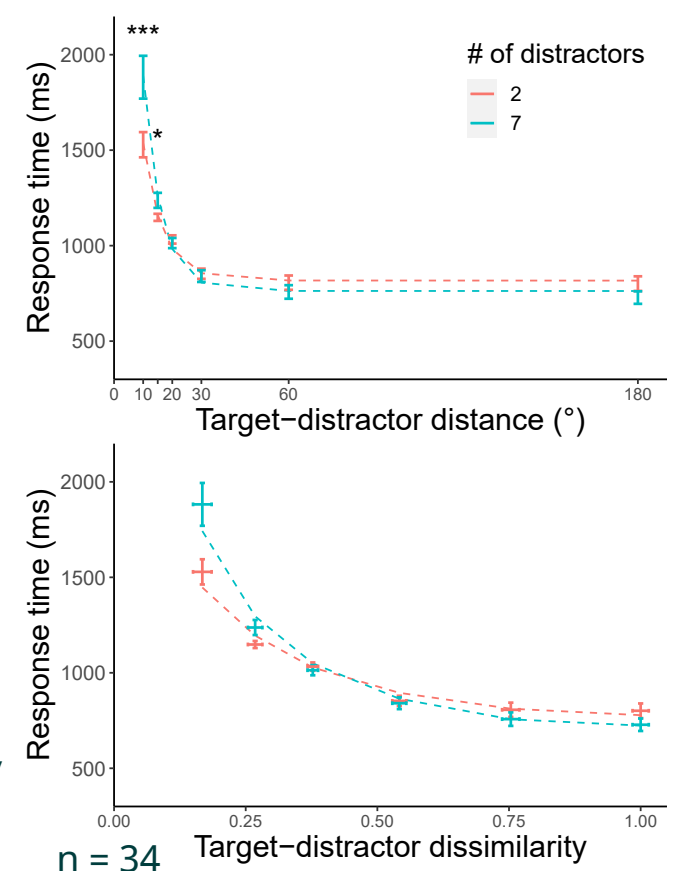 ***
2000
# of distractors
2
7
*
1500
1000
500
Response time (ms)
0 10 20 30 60 180
Target−distractor distance (°)
2000
1500
1000
500
Response time (ms)
0.00 0.25 0.50 0.75 1.00
Target−distractor dissimilarity
n = 34